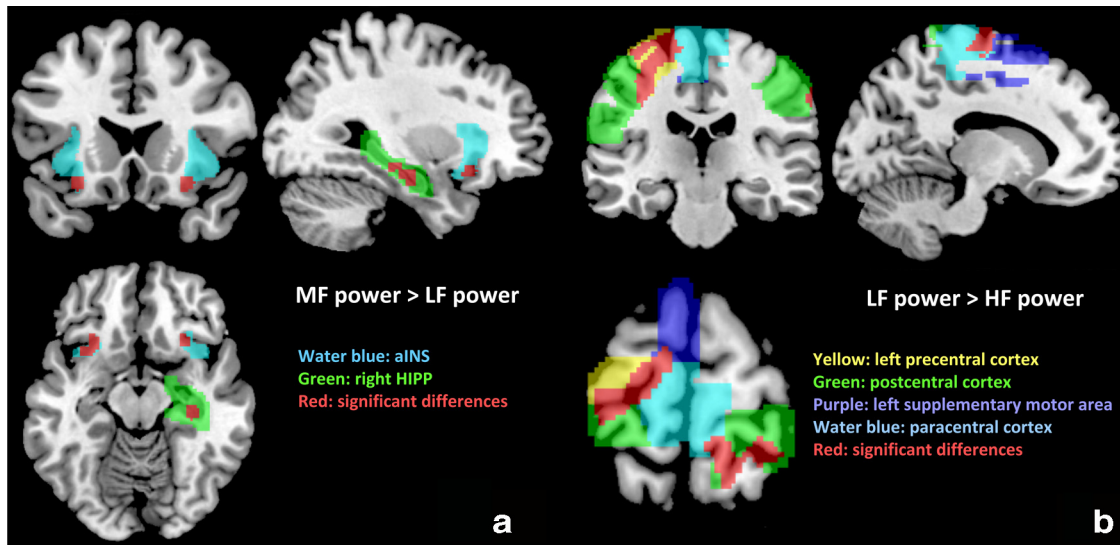 MF power > LF power
Water blue: aINS
Green: right HIPP
Red: significant differences
a
LF power > HF power
Yellow: left precentral cortex
Green: postcentral cortex
Purple: left supplementary motor area
Water blue: paracentral cortex
Red: significant differences
b